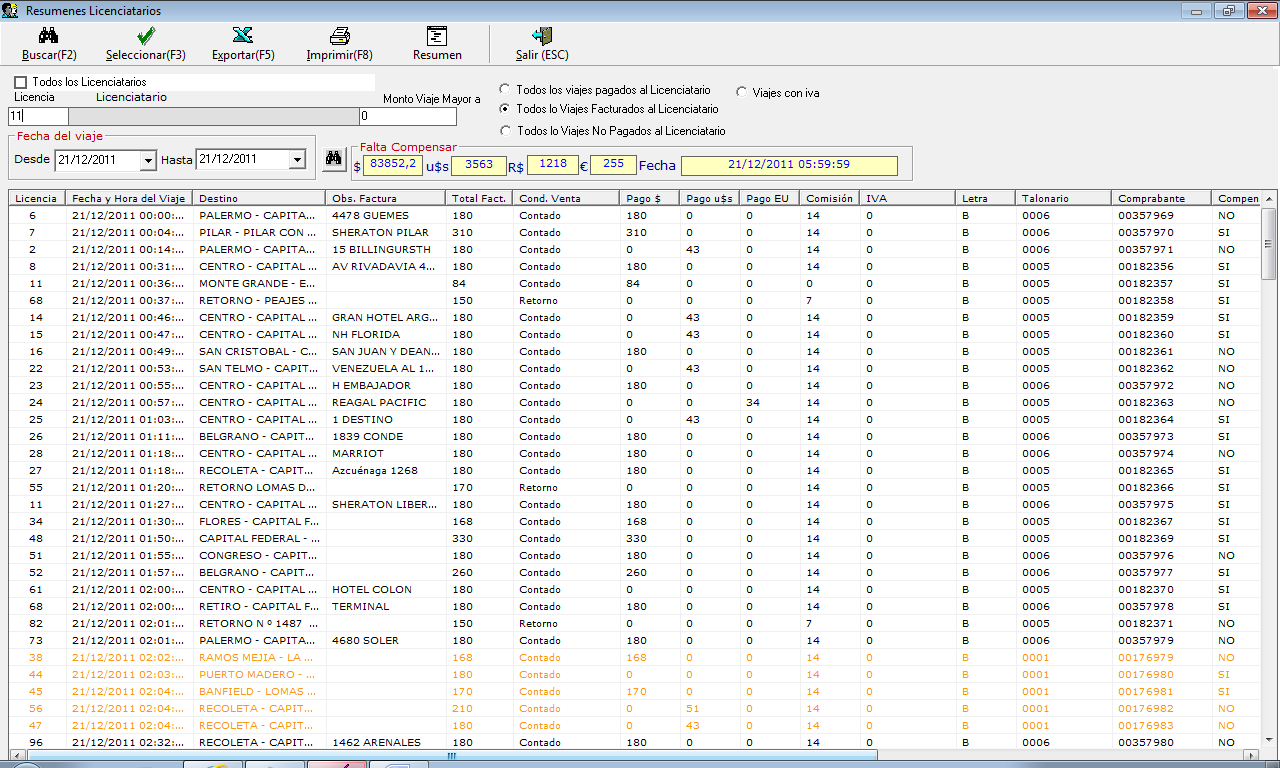 Resumenes Licenciatarios
Buscar(F2) Seleccionar(F3) Exportar(F5) Imprimir(F8) Resumen Salir (ESC)
Todos los Licenciatarios
Licencia Licenciatario Monto Viaje Mayor a
11 0
Todos los viajes pagados al Licenciatario Viajes con iva
Todos lo Viajes Facturados al Licenciatario
Todos lo Viajes No Pagados al Licenciatario
Fecha del viaje
Desde 21/12/2011 Hasta 21/12/2011
Falta Compensar
$ 83852,2 u$s 3563 R$ 1218 € 255 Fecha 21/12/2011 05:59:59
Licencia Fecha y Hora del Viaje Destino Obs. Factura Total Fact. Cond. Venta Pago $ Pago u$s Pago EU Comisión IVA Letra Talonario Comprobante Compen
6 21/12/2011 00:00:... PALERMO - CAPITA... 4478 GUEMES 180 Contado 180 0 0 14 0 B 0006 00357969 NO
7 21/12/2011 00:04:... PILAR - PILAR CON ... SHERATON PILAR 310 Contado 310 0 0 14 0 B 0006 00357970 SI
2 21/12/2011 00:14:... PALERMO - CAPITA... 15 BILLINGURSTH 180 Contado 0 43 0 14 0 B 0006 00357971 NO
8 21/12/2011 00:31:... CENTRO - CAPITAL ... AV RIVADAVIA 4... 180 Contado 180 0 0 14 0 B 0005 00182356 SI
11 21/12/2011 00:36:... MONTE GRANDE - E... 84 Contado 84 0 0 0 0 B 0005 00182357 SI
68 21/12/2011 00:37:... RETORNO - PEAJES ... 150 Retorno 0 0 0 7 0 B 0005 00182358 SI
14 21/12/2011 00:46:... CENTRO - CAPITAL ... GRAN HOTEL ARG... 180 Contado 0 43 0 14 0 B 0005 00182359 SI
15 21/12/2011 00:47:... CENTRO - CAPITAL ... NH FLORIDA 180 Contado 0 43 0 14 0 B 0005 00182360 SI
16 21/12/2011 00:49:... SAN CRISTOBAL - C... SAN JUAN Y DEAN... 180 Contado 180 0 0 14 0 B 0005 00182361 NO
22 21/12/2011 00:53:... SAN TELMO - CAPIT... VENEZUELA AL 1... 180 Contado 0 43 0 14 0 B 0005 00182362 NO
23 21/12/2011 00:55:... CENTRO - CAPITAL ... H EMBAJADOR 180 Contado 180 0 0 14 0 B 0006 00357972 NO
24 21/12/2011 00:57:... CENTRO - CAPITAL ... REAGAL PACIFIC 180 Contado 0 0 34 14 0 B 0005 00182363 NO
25 21/12/2011 01:03:... CENTRO - CAPITAL ... 1 DESTINO 180 Contado 0 43 0 14 0 B 0005 00182364 SI
26 21/12/2011 01:11:... BELGRANO - CAPIT... 1839 CONDE 180 Contado 180 0 0 14 0 B 0006 00357973 SI
28 21/12/2011 01:18:... CENTRO - CAPITAL ... MARRIOT 180 Contado 180 0 0 14 0 B 0006 00357974 NO
27 21/12/2011 01:18:... RECOLETA - CAPIT... Azcuénaga 1268 180 Contado 180 0 0 14 0 B 0005 00182365 SI
55 21/12/2011 01:20:... RETORNO LOMAS D... 170 Retorno 0 0 0 14 0 B 0005 00182366 SI
11 21/12/2011 01:27:... CENTRO - CAPITAL ... SHERATON LIBER... 180 Contado 180 0 0 14 0 B 0006 00357975 SI
34 21/12/2011 01:30:... FLORES - CAPITAL F... 168 Contado 168 0 0 14 0 B 0005 00182367 SI
48 21/12/2011 01:50:... CAPITAL FEDERAL - ... 330 Contado 330 0 0 14 0 B 0005 00182369 SI
51 21/12/2011 01:55:... CONGRESO - CAPIT... 180 Contado 180 0 0 14 0 B 0006 00357976 NO
52 21/12/2011 01:57:... BELGRANO - CAPIT... 260 Contado 260 0 0 14 0 B 0006 00357977 SI
61 21/12/2011 02:00:... CENTRO - CAPITAL ... HOTEL COLON 180 Contado 0 0 0 14 0 B 0005 00182370 SI
68 21/12/2011 02:00:... RETIRO - CAPITAL F... TERMINAL 180 Contado 180 0 0 14 0 B 0006 00357978 SI
82 21/12/2011 02:01:... RETORNO N º 1487 ... 150 Retorno 0 0 0 7 0 B 0005 00182371 NO
73 21/12/2011 02:01:... PALERMO - CAPITA... 4680 SOLER 180 Contado 180 0 0 14 0 B 0006 00357979 NO
38 21/12/2011 02:02:... RAMOS MEJIA - LA ... 168 Contado 168 0 0 14 0 B 0001 00176979 NO
44 21/12/2011 02:03:... PUERTO MADERO - ... 180 Contado 0 0 0 14 0 B 0001 00176980 SI
45 21/12/2011 02:04:... BANFIELD - LOMAS ... 170 Contado 170 0 0 14 0 B 0001 00176981 SI
56 21/12/2011 02:04:... RECOLETA - CAPIT... 210 Contado 0 51 0 14 0 B 0001 00176982 NO
47 21/12/2011 02:04:... RECOLETA - CAPIT... 180 Contado 0 43 0 14 0 B 0001 00176983 NO
96 21/12/2011 02:32:... RECOLETA - CAPIT... 1462 ARENALES 180 Contado 180 0 0 14 0 B 0006 00357980 NO